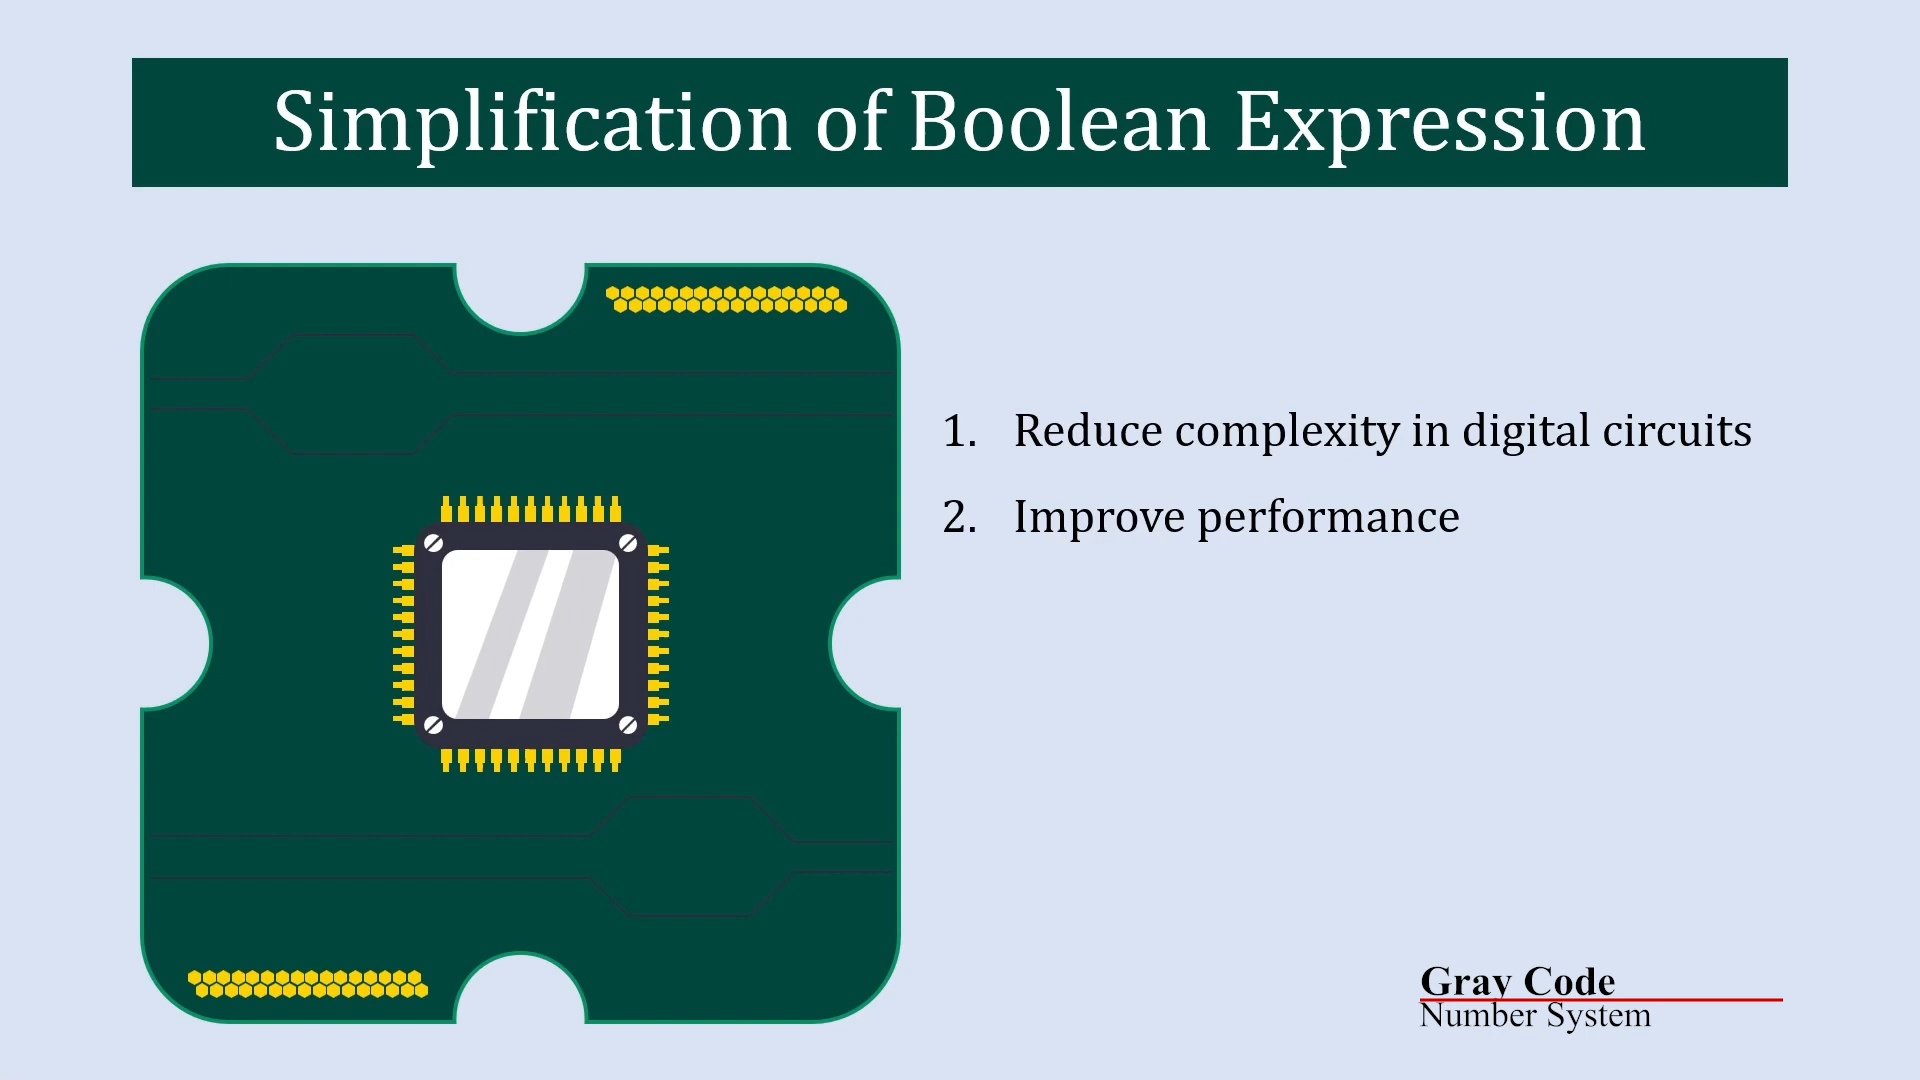 Simplification of Boolean Expression
1. Reduce complexity in digital circuits
2. Improve performance
Gray Code
Number System